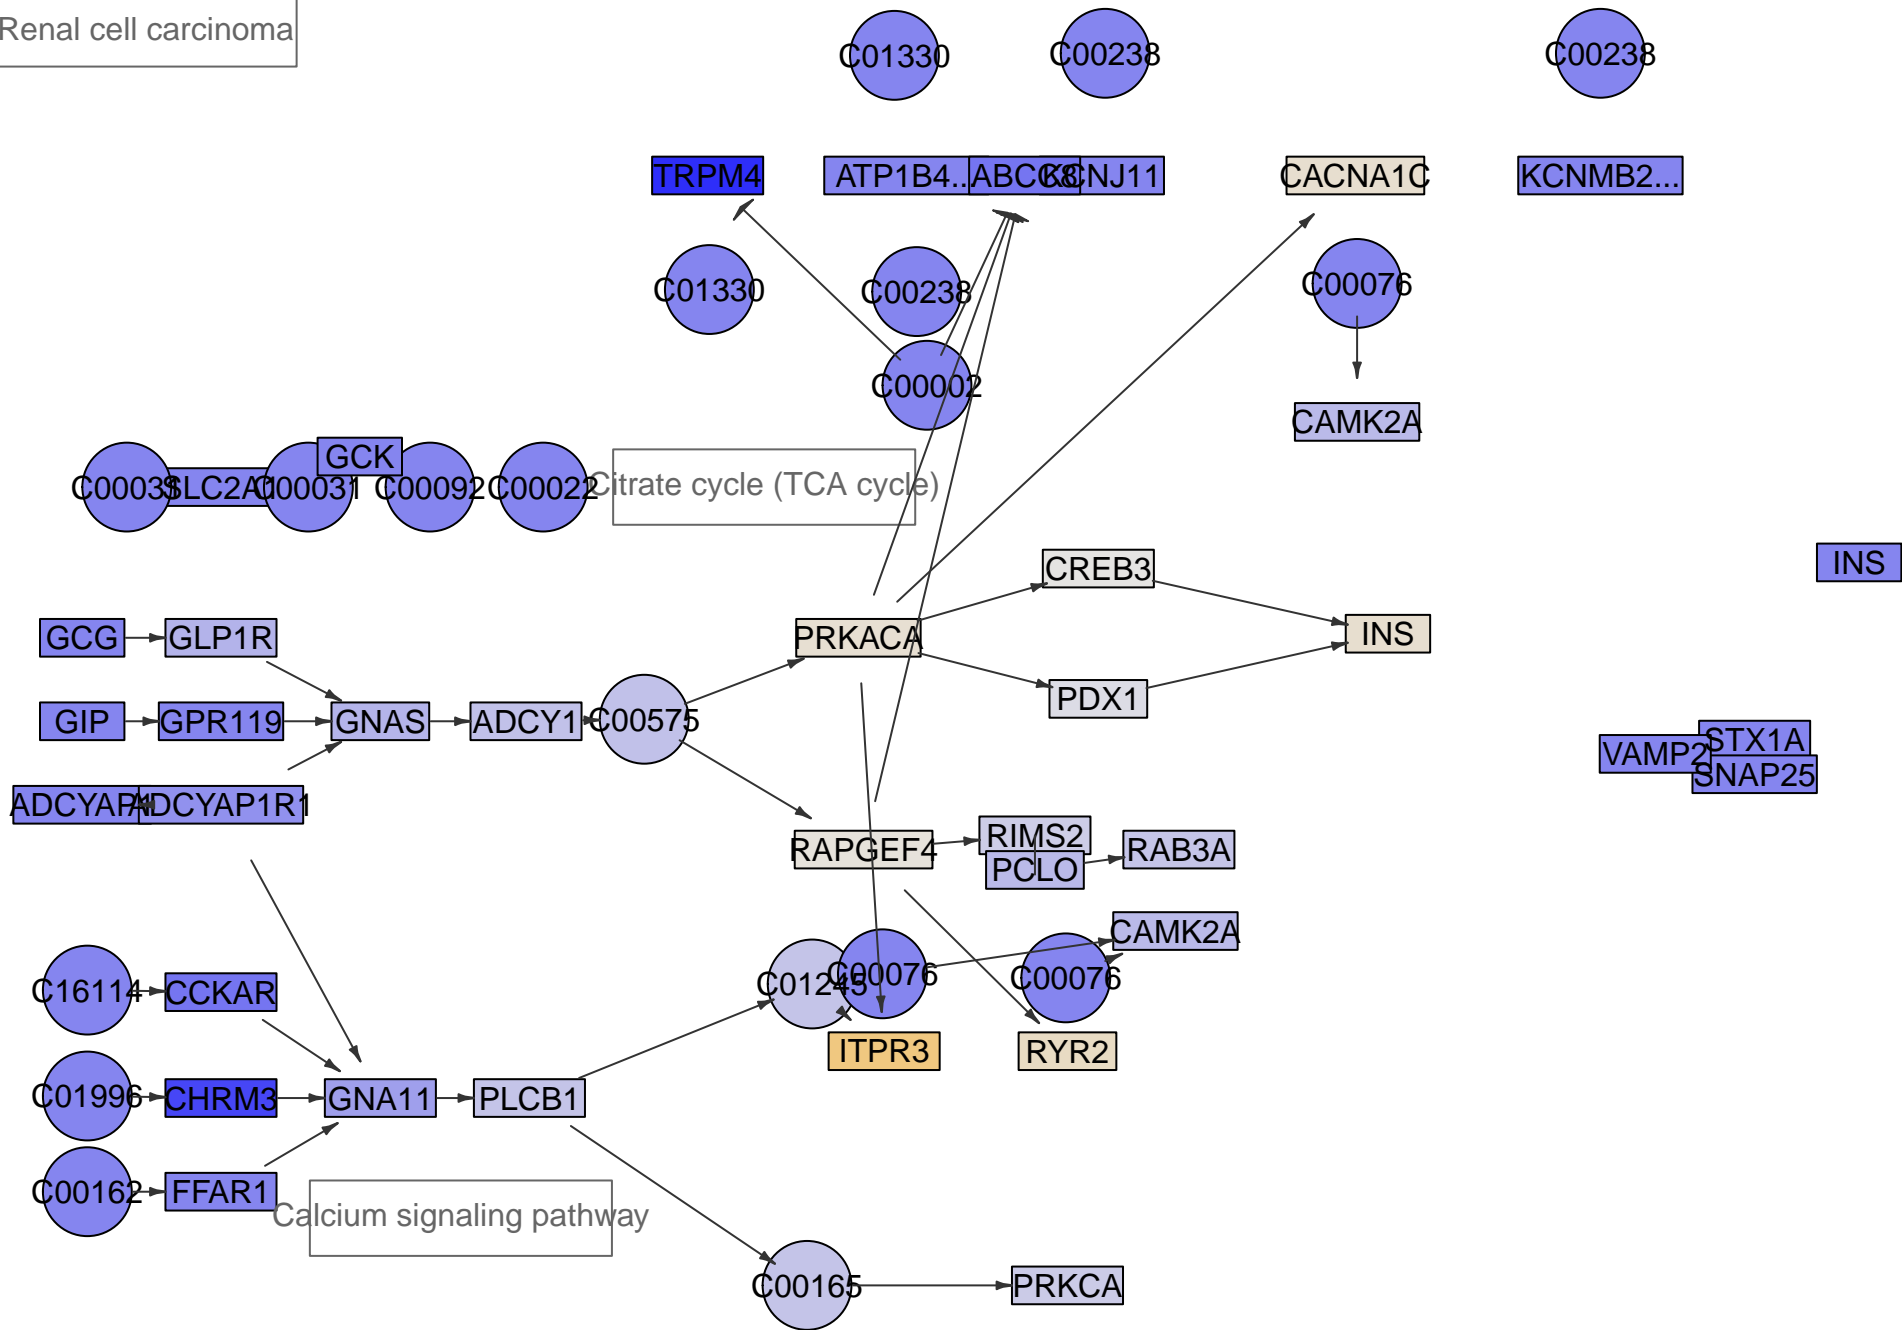 Renal cell carcinoma
C01330
C00238
C00238
TRPM4
ATP1B4...
ABCC8
KCNJ11
CACNA1C
KCNMB2...
C01330
C00238
C00076
C00002
CAMK2A
C00031
SLC2A1
C00031
GCK
C00092
C00022
Citrate cycle (TCA cycle)
CREB3
INS
GCG
GLP1R
PRKACA
INS
PDX1
GIP
GPR119
GNAS
ADCY1
C00575
STX1A
VAMP2
SNAP25
ADCYAP1
ADCYAP1R1
RAPGEF4
RIMS2
PCLO
RAB3A
CAMK2A
C16114
CCKAR
C01245
C00076
C00076
ITPR3
RYR2
C01996
CHRM3
GNA11
PLCB1
C00162
FFAR1
Calcium signaling pathway
C00165
PRKCA